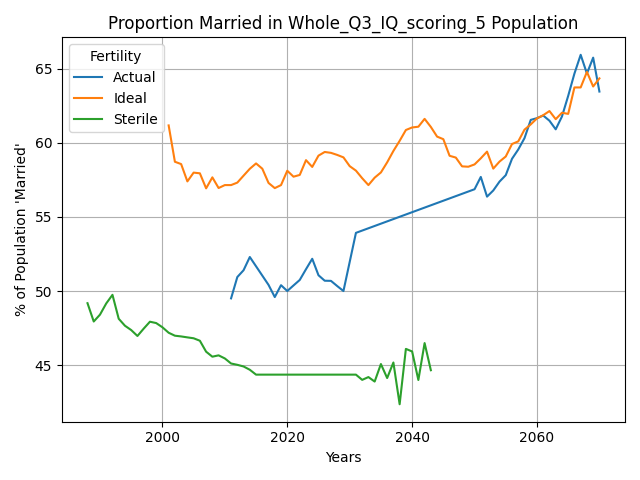 Proportion Married in Whole_Q3_IQ_scoring_5 Population
Fertility
Actual
Ideal
Sterile
% of Population 'Married'
65
60
55
50
45
2000
2020
2040
2060
Years